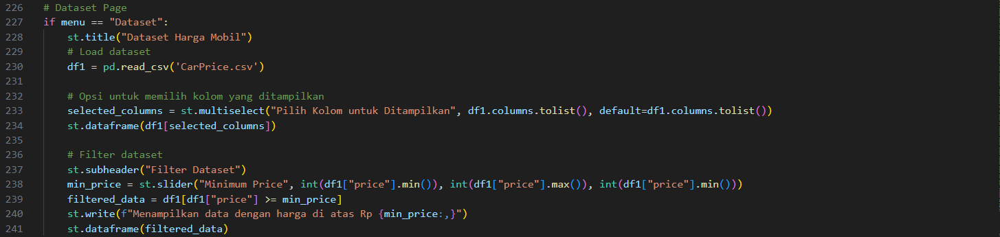 226 # Dataset Page
227 if menu == "Dataset":
228     st.title("Dataset Harga Mobil")
229     # Load dataset
230     df1 = pd.read_csv('CarPrice.csv')
231
232     # Opsi untuk memilih kolom yang ditampilkan
233     selected_columns = st.multiselect("Pilih Kolom untuk Ditampilkan", df1.columns.tolist(), default=df1.columns.tolist())
234     st.dataframe(df1[selected_columns])
235
236     # Filter dataset
237     st.subheader("Filter Dataset")
238     min_price = st.slider("Minimum Price", int(df1["price"].min()), int(df1["price"].max()), int(df1["price"].min()))
239     filtered_data = df1[df1["price"] >= min_price]
240     st.write(f"Menampilkan data dengan harga di atas Rp {min_price:,}")
241     st.dataframe(filtered_data)